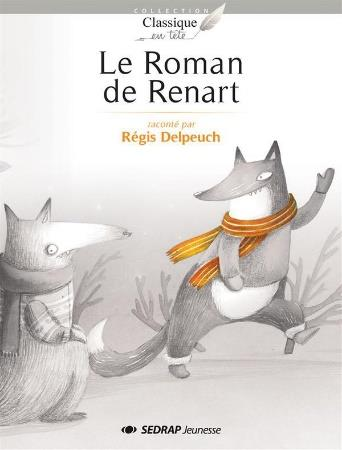 COLLECTION
Classique
en tête
Le Roman
de Renart
raconté par
Régis Delpeuch
SEDRAP Jeunesse